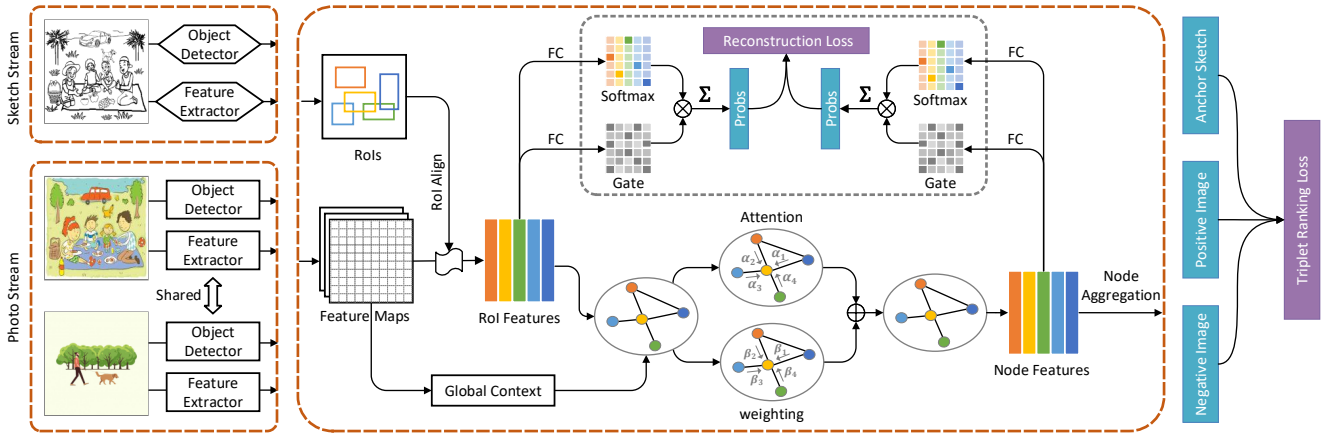 Sketch Stream
Object
Detector
Feature
Extractor
Photo Stream
Object
Detector
Feature
Extractor
Shared
Object
Detector
Feature
Extractor
RoIs
RoI Align
Feature Maps
RoI Features
Global Context
FC
FC
Softmax
Gate
Σ
Probs
Reconstruction Loss
Probs
Σ
Softmax
Gate
FC
FC
Attention
α₂
α₁
α₃
α₄
β₂
β₁
β₃
β₄
weighting
Node Features
Node
Aggregation
Anchor Sketch
Positive Image
Negative Image
Triplet Ranking Loss